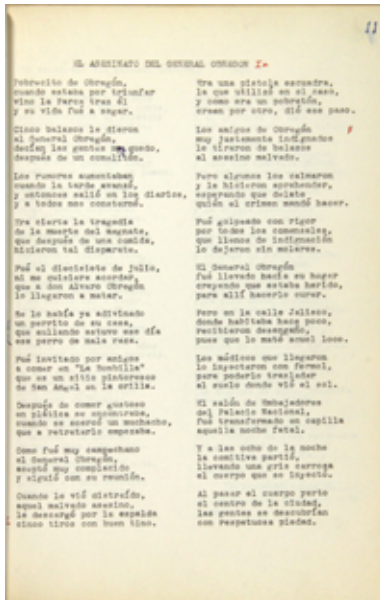 11
EL ASESINATO DEL GENERAL OBREGON
Pobrecito de Obregón,
cuando estaba por triunfar
vino la Parca tras él
y su vida fué a segar.
Cinco balazos le dieron
al General Obregón,
decían las gentes muy quedo,
después de un comelitón.
Los rumores aumentaban
cuando la tarde avanzó,
y entonces salió en los diarios,
y a todos nos consternó.
Era cierta la tragedia
de la muerte del magnate,
que después de una comida,
hicieron tal disparate.
Fué el diecisiete de julio,
ni me quisiera acordar,
que a don Alvaro Obregón
lo llegaron a matar.
Se lo había ya adivinado
un perrito de su casa,
que aullando estuvo ese día
ese perro de mala raza.
Fué invitado por amigos
a comer en "La Bombilla"
que es un sitio pintoresco
de San Angel en la orilla.
Después de comer gustoso
en plática se encontraba,
cuando se acercó un muchacho,
que a retratarlo empezaba.
Como fué muy campechano
el General Obregón,
aceptó muy complacido
y siguió con su reunión.
Cuando le vió distraído,
aquel malvado asesino,
le descargó por la espalda
cinco tiros con buen tino.
Era una pistola escuadra,
la que utilizó en el caso,
y como era un pobretón,
creen por otro, dió ese paso.
Los amigos de Obregón
muy justamente indignados
le tiraron de balazos
al asesino malvado.
Pero algunos los calmaron
y le hicieron aprehender,
esperando que delate
quién el crimen mandó hacer.
Fué golpeado con rigor
por todos los comensales,
que llenos de indignación
lo dejaron sin molares.
El General Obregón
fué llevado hacia su hogar
creyendo que estaba herido,
para allí hacerlo curar.
Pero en la calle Jalisco,
donde habitaba hace poco,
recibieron desengaño,
pues que lo mató aquel loco.
Los médicos que llegaron
lo inyectaron con formol,
para poderlo trasladar
al suelo donde vió el sol.
El salón de Embajadores
del Palacio Nacional,
fué transformado en capilla
aquella noche fatal.
Y a las ocho de la noche
la comitiva partió,
llevando una gris carroza
el cuerpo que se inyectó.
Al pasar el cuerpo yerto
el centro de la ciudad,
las gentes se descubrían
con respetuosa piedad.